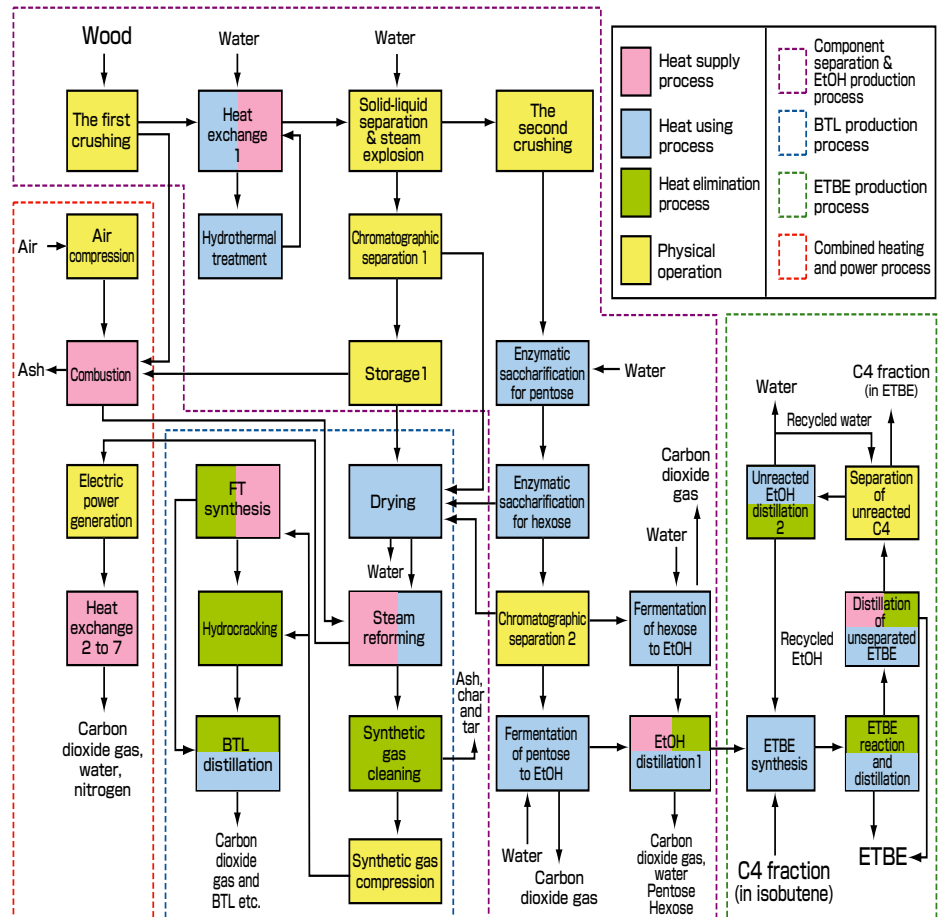 Wood
Water
Water
The first
crushing
Heat
exchange
1
Solid-liquid
separation
& steam
explosion
The
second
crushing
Heat supply
process
Heat using
process
Heat elimination
process
Physical
operation
Component
separation &
EtOH production
process
BTL production
process
ETBE production
process
Combined heating
and power process
Air
Air
compression
Hydrothermal
treatment
Chromatographic
separation 1
Ash
Combustion
Storage1
Enzymatic
saccharification
for pentose
Water
Electric
power
generation
FT
synthesis
Drying
Water
Enzymatic
saccharification
for hexose
Carbon
dioxide
gas
Water
Heat
exchange
2 to 7
Hydrocracking
Steam
reforming
Chromatographic
separation 2
Fermentation
of hexose
to EtOH
Carbon
dioxide gas,
water,
nitrogen
BTL
distillation
Synthetic
gas
cleaning
Ash,
char
and
tar
Fermentation
of pentose
to EtOH
EtOH
distillation1
Carbon
dioxide
gas and
BTL etc.
Synthetic gas
compression
Water
Carbon
dioxide gas
Carbon
dioxide gas,
water
Pentose
Hexose
Water
C4 fraction
(in ETBE)
Recycled water
Unreacted
EtOH
distillation
2
Separation
of
unreacted
C4
Recycled
EtOH
Distillation
of
unseparated
ETBE
ETBE
synthesis
ETBE
reaction
and
distillation
C4 fraction
(in isobutene)
ETBE